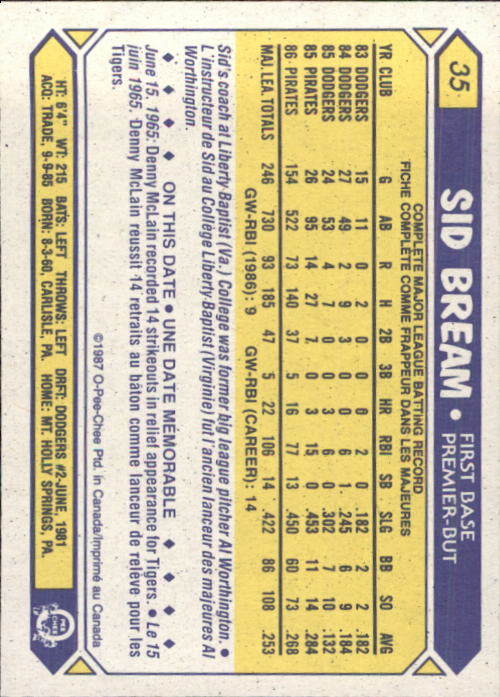 35
SID BREAM • FIRST BASE
PREMIER-BUT
COMPLETE MAJOR LEAGUE BATTING RECORD
FICHE COMPLÈTE COMME FRAPPEUR DANS LES MAJEURES
YR CLUB G AB R H 2B 3B HR RBI SB SLG BB SO AVG
83 DODGERS 15 11 0 2 0 0 0 2 0 .182 2 2 .182
84 DODGERS 27 49 2 9 3 0 0 6 1 .245 6 9 .184
85 DODGERS 24 53 4 7 0 0 3 6 0 .302 7 10 .132
85 PIRATES 26 95 14 27 7 0 3 15 0 .453 11 14 .284
86 PIRATES 154 522 73 140 37 5 16 77 13 .450 60 73 .268
MAJ. LEA. TOTALS 246 730 93 185 47 5 22 106 14 .422 86 108 .253
GW-RBI (1986): 9 GW-RBI (CAREER): 14
Sid's coach at Liberty Baptist (Va.) College was former big league pitcher Al Worthington. •
L'instructeur de Sid au Collège Liberty Baptist (Virginie) fut l'ancien lanceur des majeures Al
Worthington.
♦ ♦ ♦ ♦ ON THIS DATE • UNE DATE MÉMORABLE ♦ ♦ ♦ ♦
June 15, 1965: Denny McLain recorded 14 strikeouts in relief appearance for Tigers. • Le 15
juin 1965: Denny McLain réussit 14 retraits au bâton comme lanceur de relève pour les
Tigers.
©1987 O-Pee-Chee Ptd. in Canada/Imprimé au Canada
HT: 6'4" WT: 215 BATS: LEFT THROWS: LEFT DRFT: DODGERS #2-JUNE, 1981
ACQ: TRADE, 9-9-85 BORN: 8-3-60, CARLISLE, PA. HOME: MT. HOLLY SPRINGS, PA.
O PEE CHEE